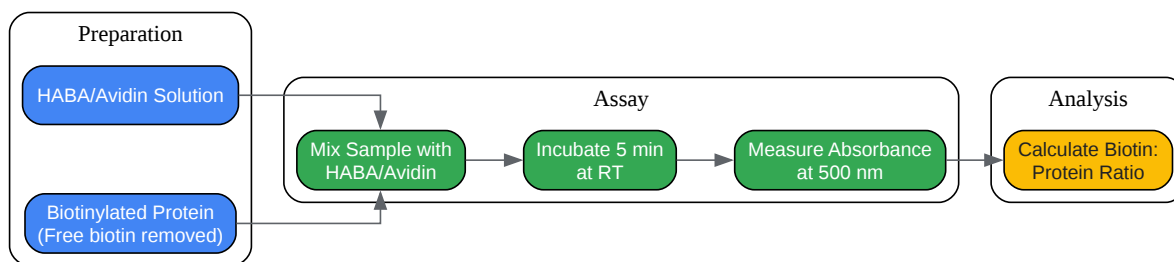 Preparation
HABA/Avidin Solution
Biotinylated Protein
(Free biotin removed)
Assay
Mix Sample with
HABA/Avidin
Incubate 5 min
at RT
Measure Absorbance
at 500 nm
Analysis
Calculate Biotin:
Protein Ratio